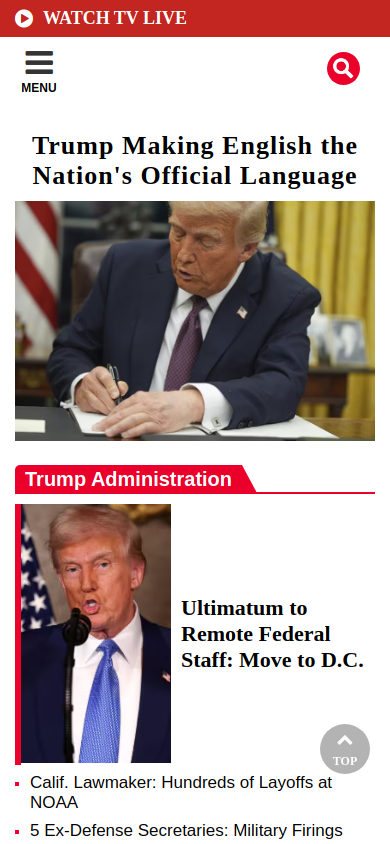 WATCH TV LIVE
MENU
Trump Making English the
Nation's Official Language
Trump Administration
Ultimatum to
Remote Federal
Staff: Move to D.C.
TOP
Calif. Lawmaker: Hundreds of Layoffs at
NOAA
5 Ex-Defense Secretaries: Military Firings